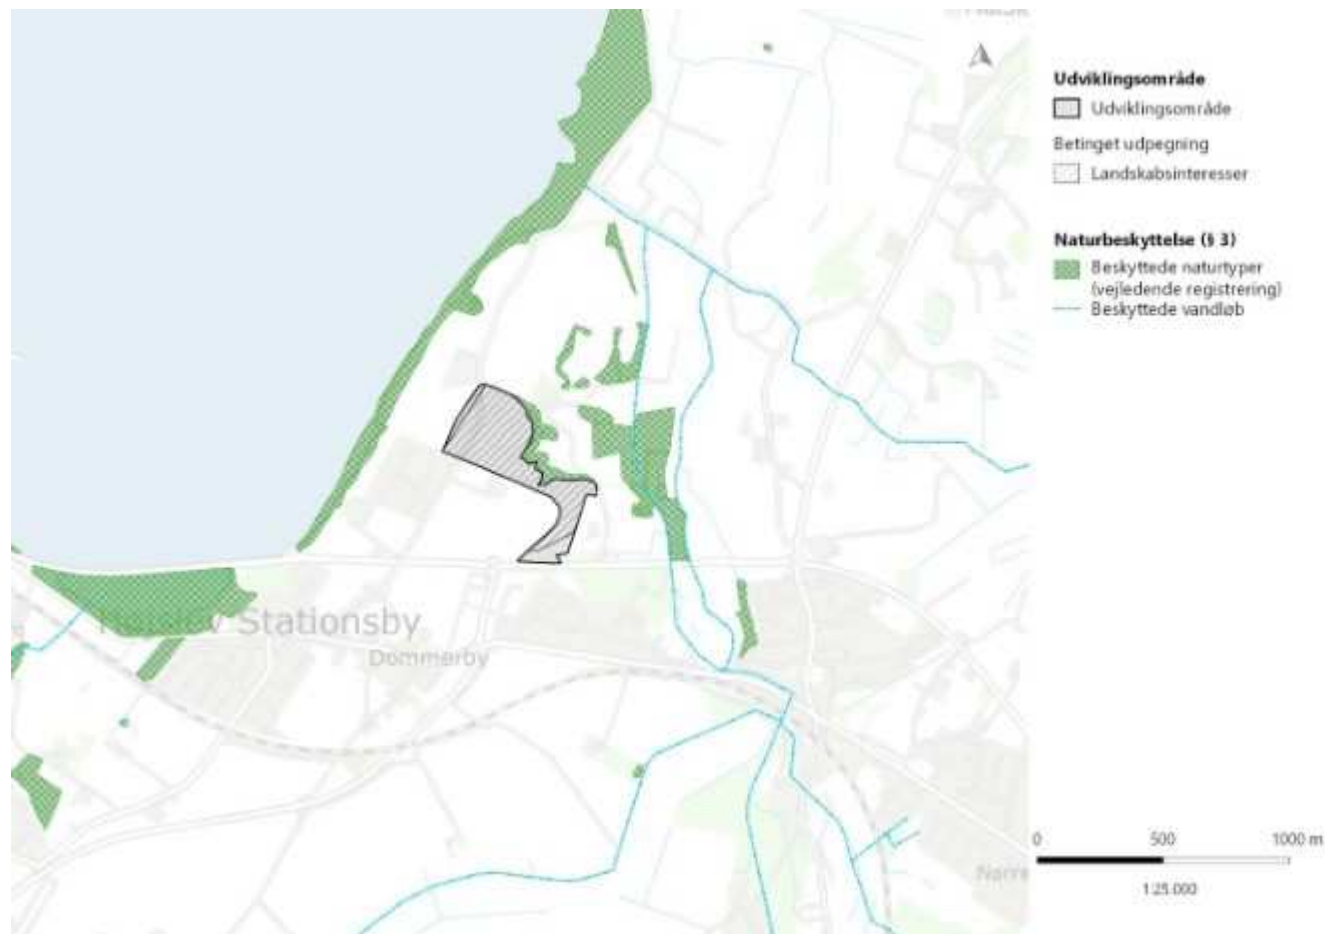 Udviklingsområde
Udviklingsområde
Betinget udpegning
Landskabsinteresser
Naturbeskyttelse (§ 3)
Beskyttede naturtyper
(vejledende registrering)
Beskyttede vandløb
Stationsby
Dommerby
0 500 1000 m
1:25.000